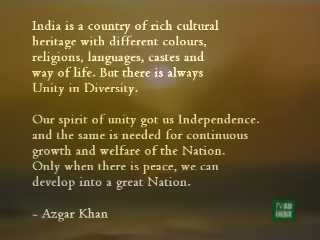 India is a country of rich cultural
heritage with different colours,
religions, languages, castes and
way of life. But there is always
Unity in Diversity.
Our spirit of unity got us Independence.
and the same is needed for continuous
growth and welfare of the Nation.
Only when there is peace, we can
develop into a great Nation.
- Azgar Khan